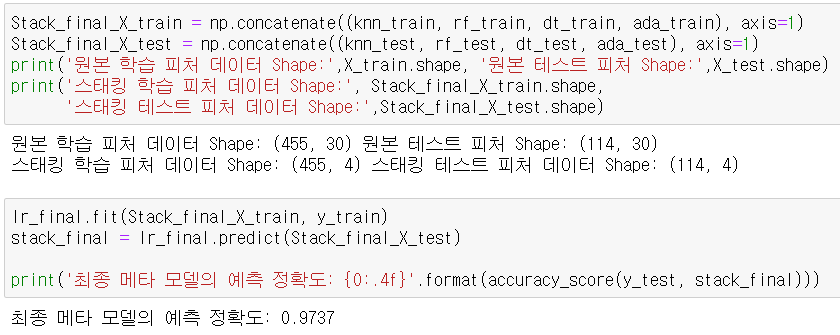 Stack_final_X_train = np.concatenate((knn_train, rf_train, dt_train, ada_train), axis=1)
Stack_final_X_test = np.concatenate((knn_test, rf_test, dt_test, ada_test), axis=1)
print('원본 학습 피처 데이터 Shape:',X_train.shape, '원본 테스트 피처 Shape:',X_test.shape)
print('스태킹 학습 피처 데이터 Shape:', Stack_final_X_train.shape,
'스태킹 테스트 피처 데이터 Shape:',Stack_final_X_test.shape)
원본 학습 피처 데이터 Shape: (455, 30) 원본 테스트 피처 Shape: (114, 30)
스태킹 학습 피처 데이터 Shape: (455, 4) 스태킹 테스트 피처 데이터 Shape: (114, 4)
lr_final.fit(Stack_final_X_train, y_train)
stack_final = lr_final.predict(Stack_final_X_test)
print('최종 메타 모델의 예측 정확도: {0:.4f}'.format(accuracy_score(y_test, stack_final)))
최종 메타 모델의 예측 정확도: 0.9737